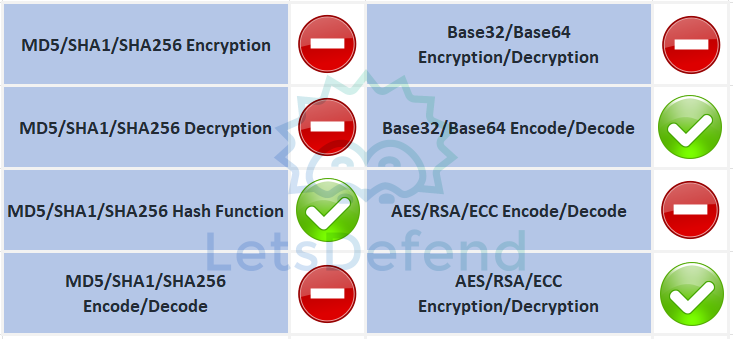 MD5/SHA1/SHA256 Encryption
Base32/Base64
Encryption/Decryption
MD5/SHA1/SHA256 Decryption
Base32/Base64 Encode/Decode
MD5/SHA1/SHA256 Hash Function
AES/RSA/ECC Encode/Decode
LetsDefend
MD5/SHA1/SHA256
Encode/Decode
AES/RSA/ECC
Encryption/Decryption